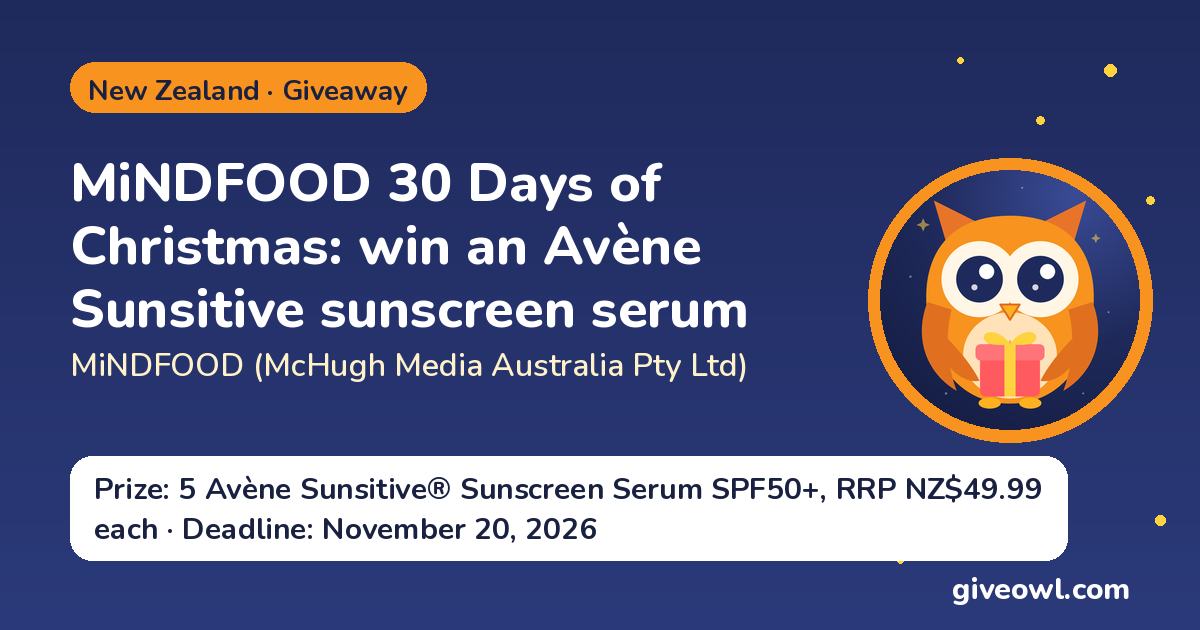 New Zealand · Giveaway
MiNDFOOD 30 Days of
Christmas: win an Avène
Sunsitive sunscreen serum
MiNDFOOD (McHugh Media Australia Pty Ltd)
Prize: 5 Avène Sunsitive® Sunscreen Serum SPF50+, RRP NZ$49.99
each · Deadline: November 20, 2026
giveowl.com